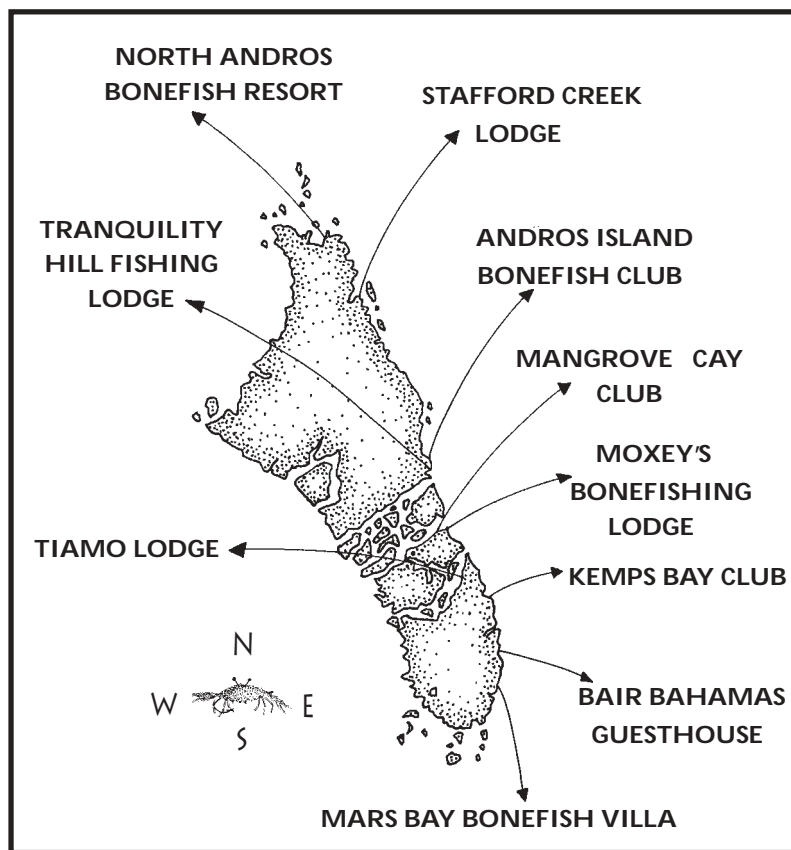 NORTH ANDROS
BONEFISH RESORT
STAFFORD CREEK
LODGE
TRANQUILITY
HILL FISHING
LODGE
ANDROS ISLAND
BONEFISH CLUB
MANGROVE CAY
CLUB
MOXEY'S
BONEFISHING
LODGE
TIAMO LODGE
KEMPS BAY CLUB
N
W E
S
BAIR BAHAMAS
GUESTHOUSE
MARS BAY BONEFISH VILLA